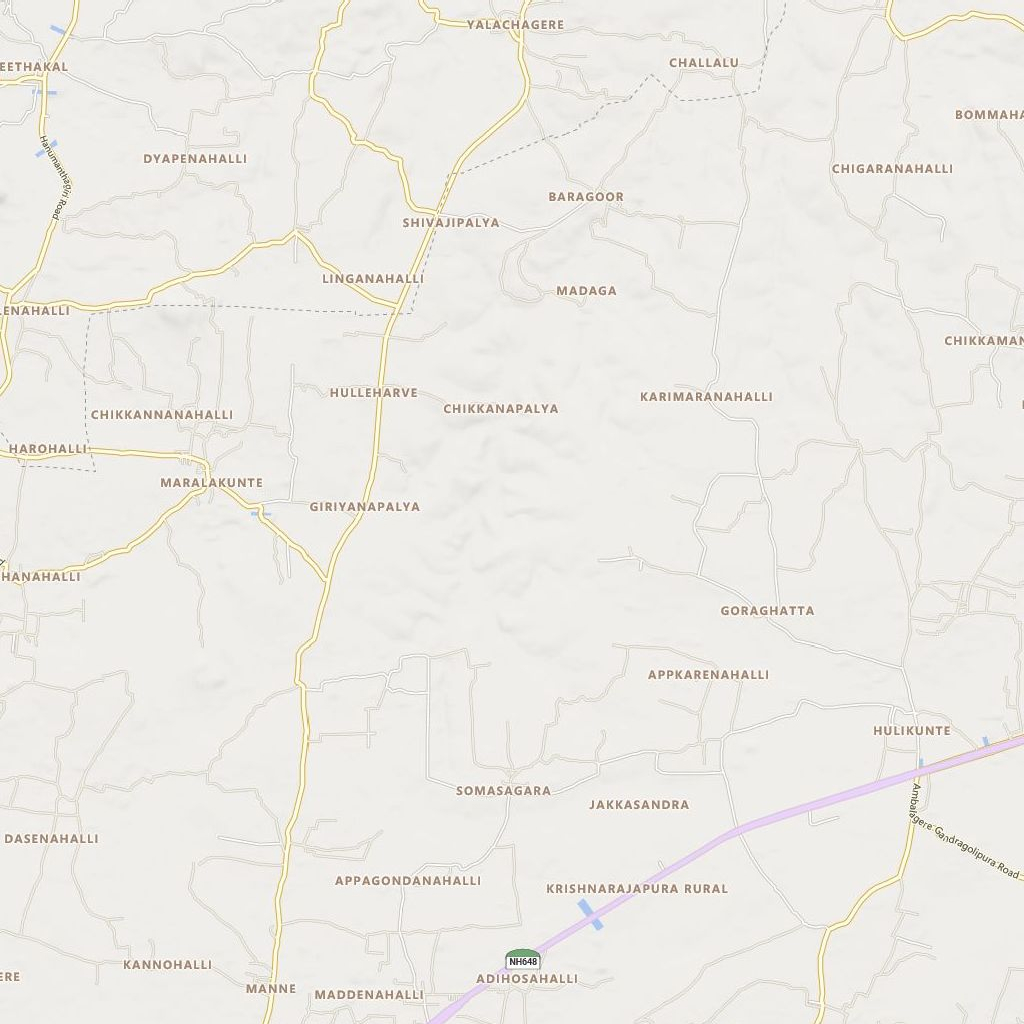 YALACHAGERE
CHALLALU
EETHAKAL
BOMMAHA
Hanumanthagiri Road
DYAPENAHALLI
CHIGARANAHALLI
BARAGOOR
SHIVAJIPALYA
LINGANAHALLI
MADAGA
LENAHALLI
CHIKKAMAN
HULLEHARVE
KARIMARANAHALLI
CHIKKANAPALYA
CHIKKANNANAHALLI
HAROHALLI
MARALAKUNTE
GIRIYANAPALYA
HANAHALLI
GORAGHATTA
APPKARENAHALLI
HULIKUNTE
SOMASAGARA
JAKKASANDRA
Ambalagere Gandragolipura Road
DASENAHALLI
APPAGONDANAHALLI
KRISHNARAJAPURA RURAL
NH648
KANNOHALLI
ERE
ADIHOSAHALLI
MANNE
MADDENAHALLI